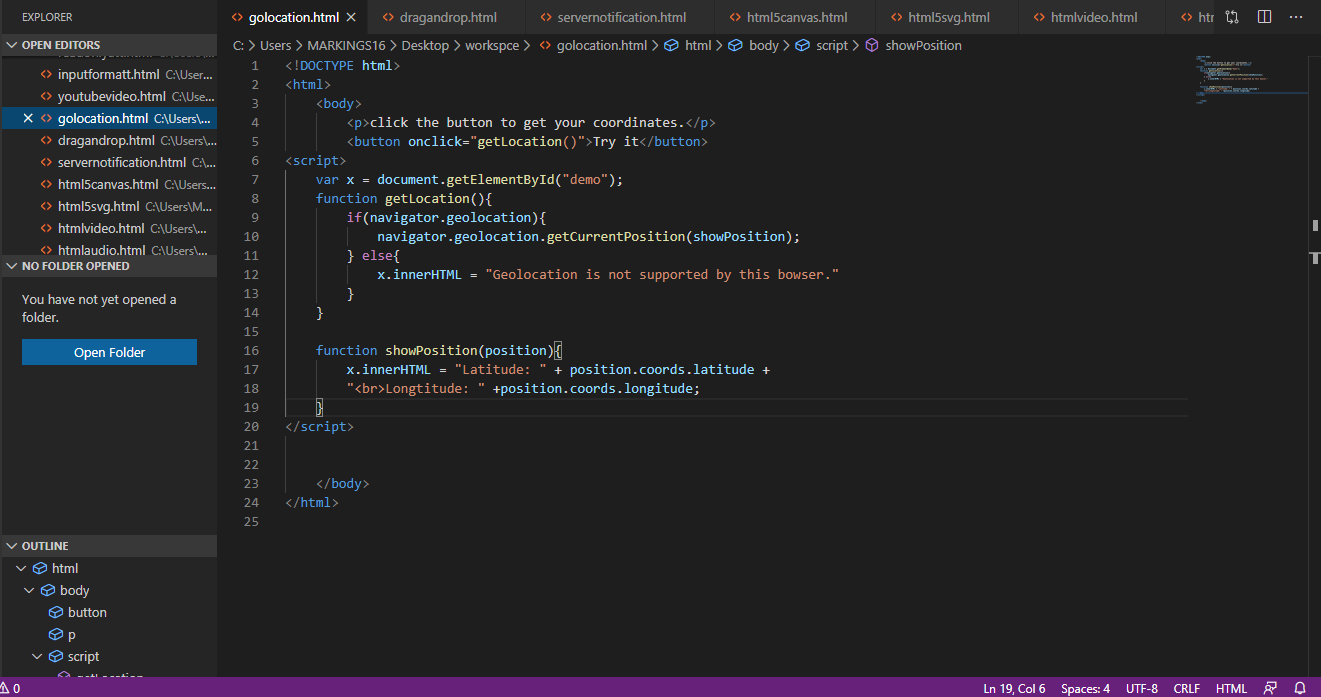 EXPLORER
golocation.html
dragandrop.html
servernotification.html
html5canvas.html
html5svg.html
htmlvideo.html
OPEN EDITORS
inputformatt.html C:\User...
youtubevideo.html C:\Use...
golocation.html C:\Users\...
dragandrop.html C:\Users\...
servernotification.html C:\...
html5canvas.html C:\Users...
html5svg.html C:\Users\M...
htmlvideo.html C:\Users\...
htmlaudio.html C:\Users\...
NO FOLDER OPENED
You have not yet opened a
folder.
Open Folder
OUTLINE
html
body
button
p
script
C: > Users > MARKINGS16 > Desktop > workspce > golocation.html > html > body > script > showPosition
1 <!DOCTYPE html>
2 <html>
3 <body>
4 <p>click the button to get your coordinates.</p>
5 <button onclick="getLocation()">Try it</button>
6 <script>
7 var x = document.getElementById("demo");
8 function getLocation(){
9 if(navigator.geolocation){
10 navigator.geolocation.getCurrentPosition(showPosition);
11 } else{
12 x.innerHTML = "Geolocation is not supported by this bowser."
13 }
14 }
15
16 function showPosition(position){
17 x.innerHTML = "Latitude: " + position.coords.latitude +
18 "<br>Longtitude: " +position.coords.longitude;
19 }
20 </script>
21
22
23 </body>
24 </html>
25
0
Ln 19, Col 6 Spaces: 4 UTF-8 CRLF HTML